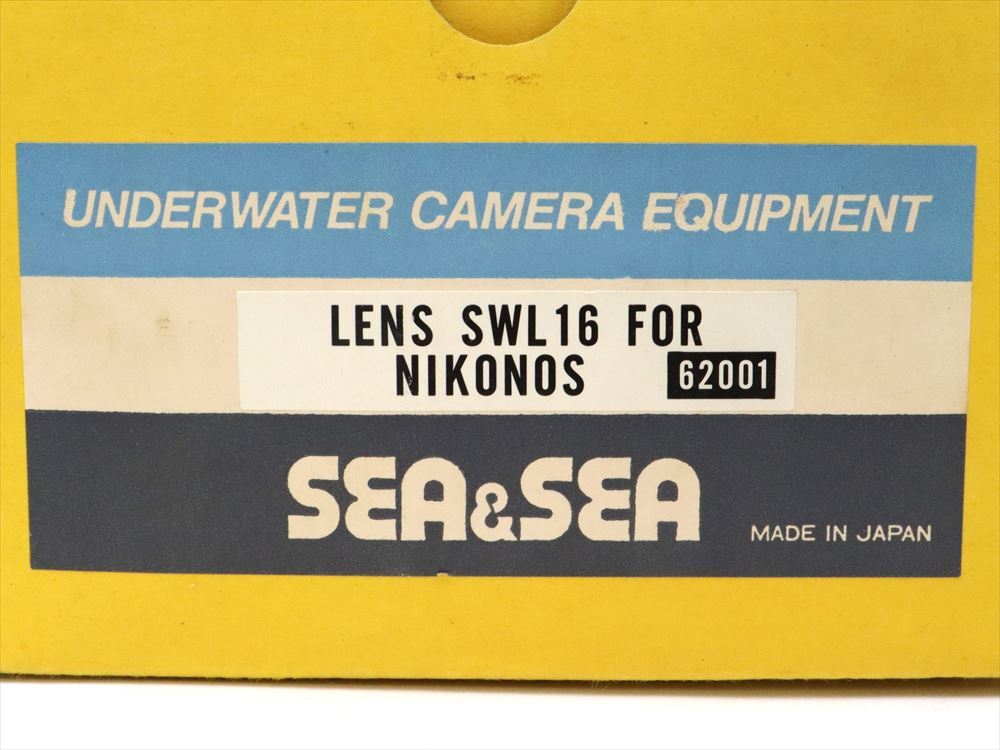 UNDERWATER CAMERA EQUIPMENT
LENS SWL16 FOR
NIKONOS 62001
SEA&SEA
MADE IN JAPAN